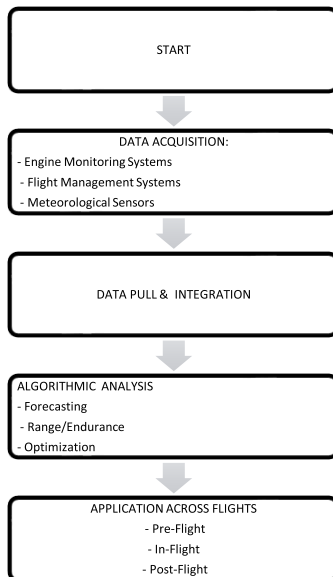 START
DATA ACQUISITION:
- Engine Monitoring Systems
- Flight Management Systems
- Meteorological Sensors
DATA PULL & INTEGRATION
ALGORITHMIC ANALYSIS
- Forecasting
- Range/Endurance
- Optimization
APPLICATION ACROSS FLIGHTS
- Pre-Flight
- In-Flight
- Post-Flight